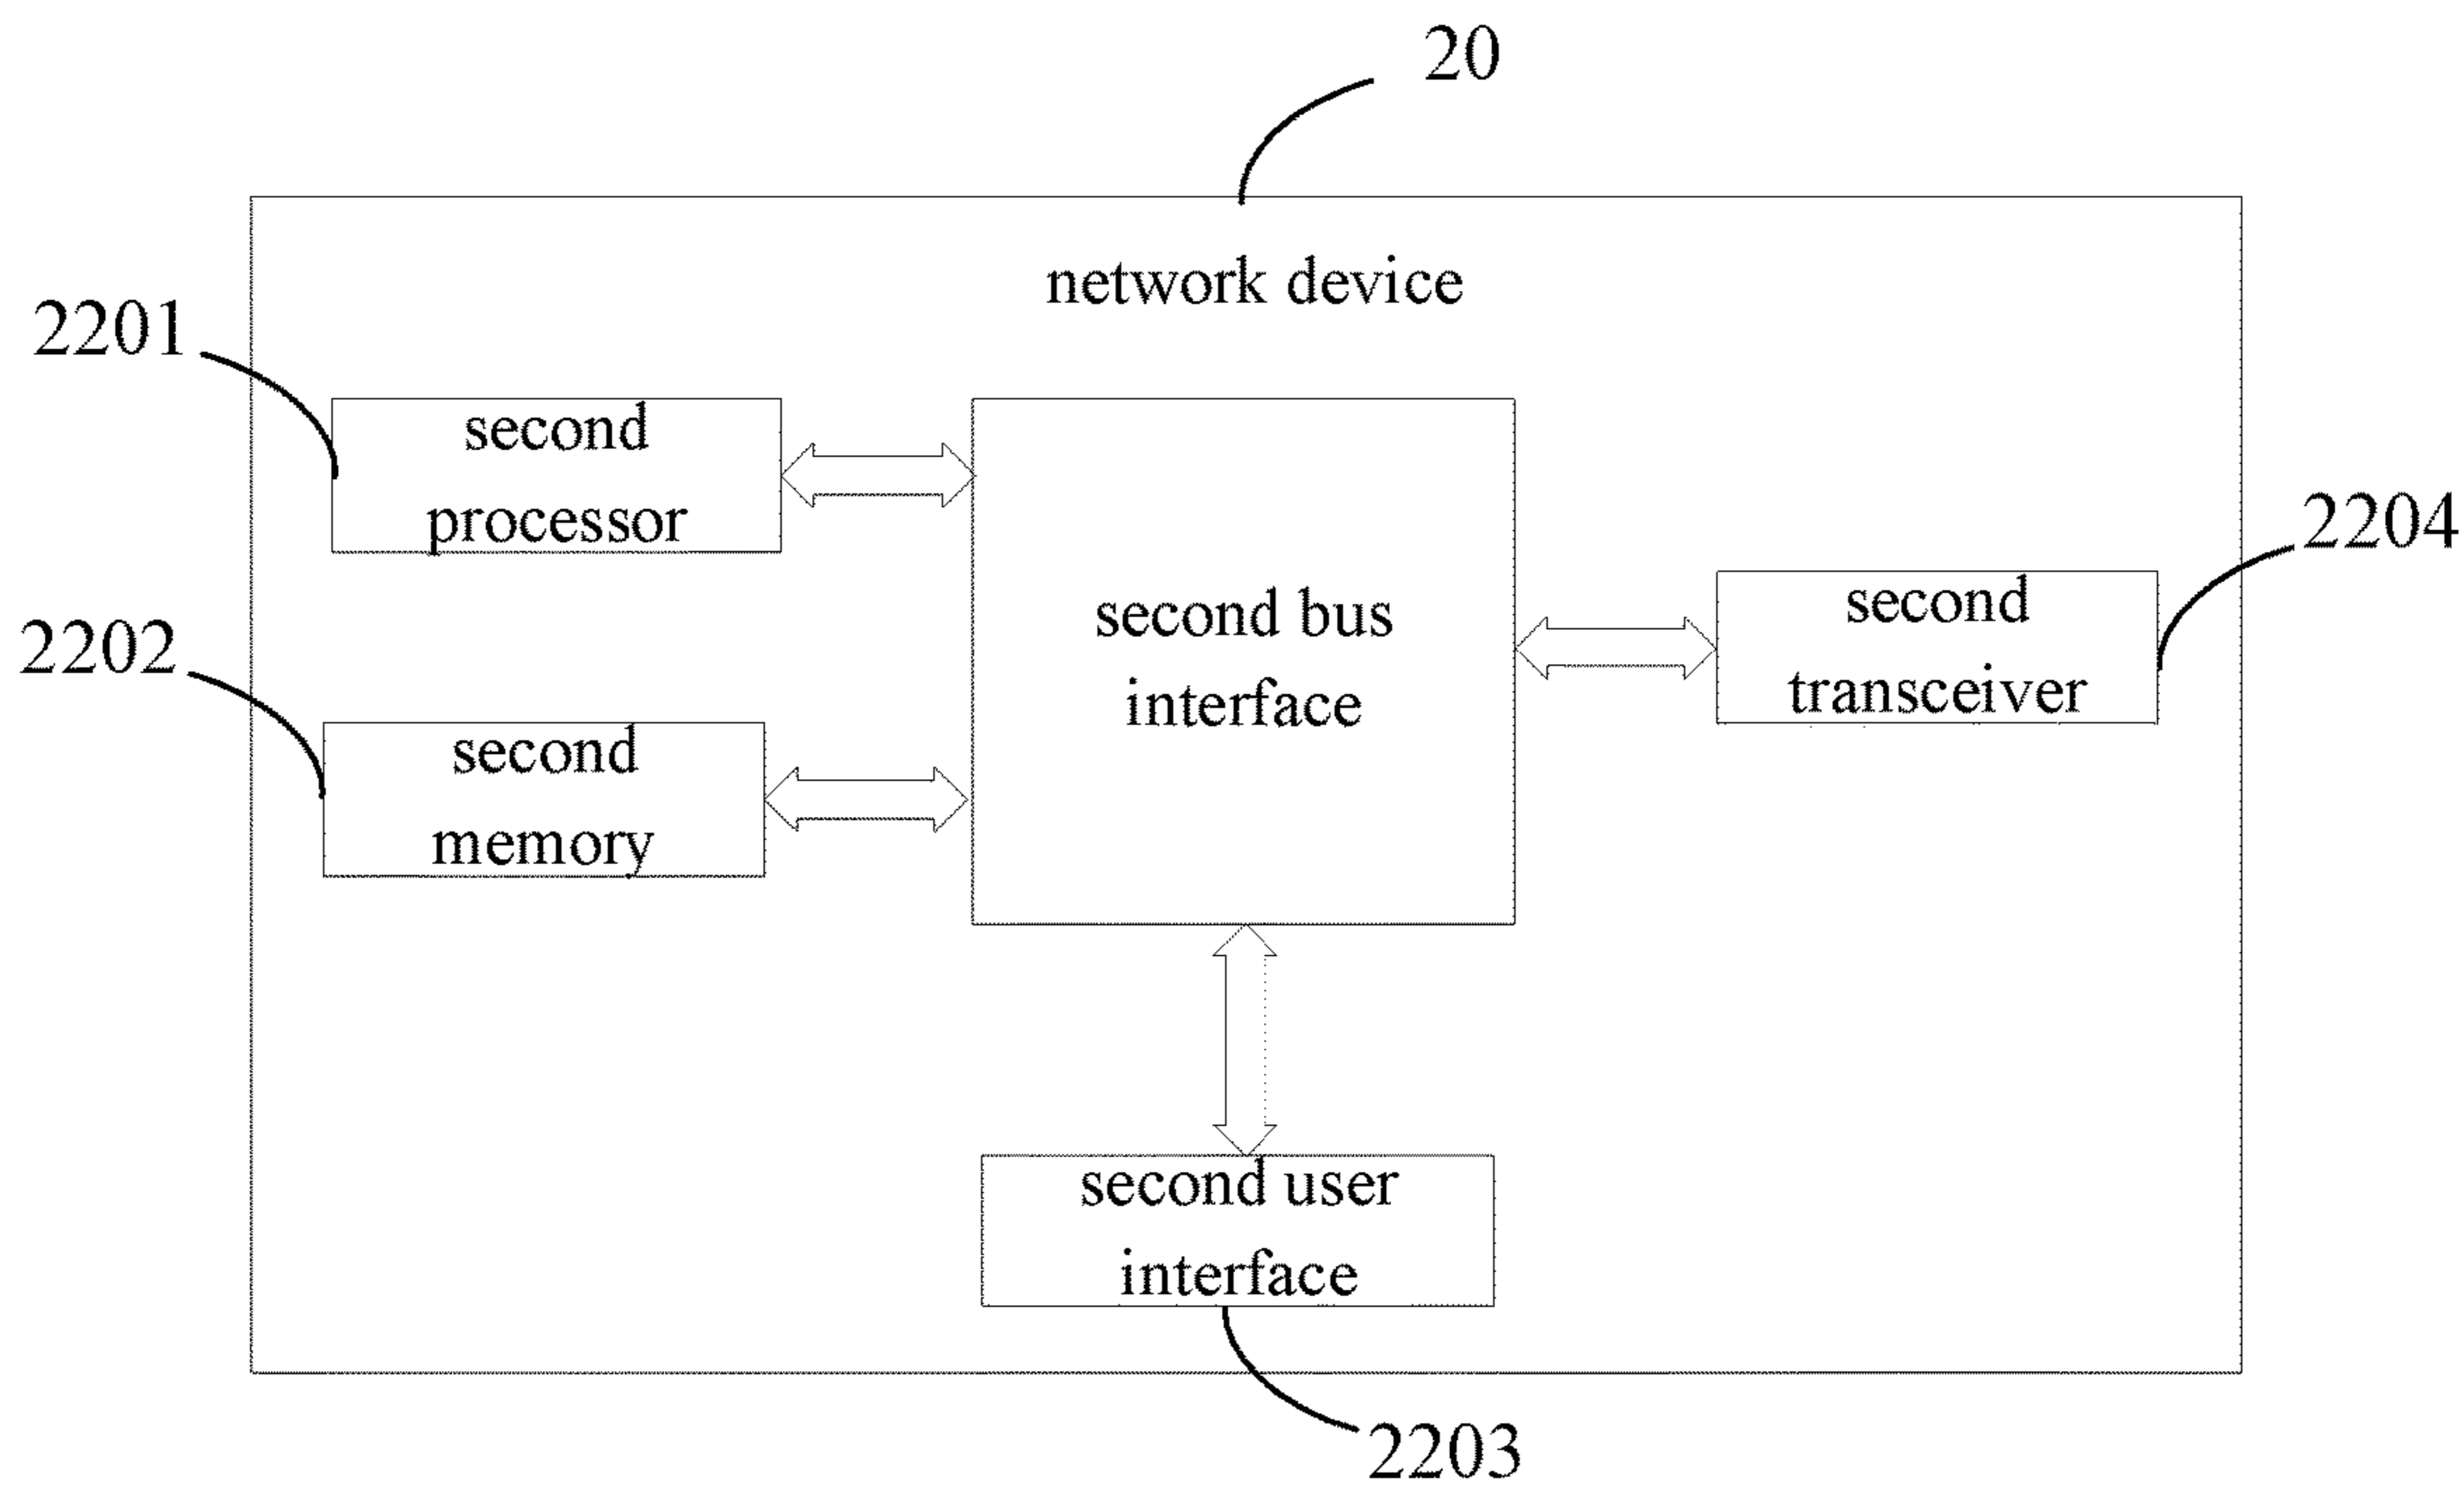 20
network device
2201
second
processor
2202
second
memory
second bus
interface
2204
second
transceiver
second user
interface
2203